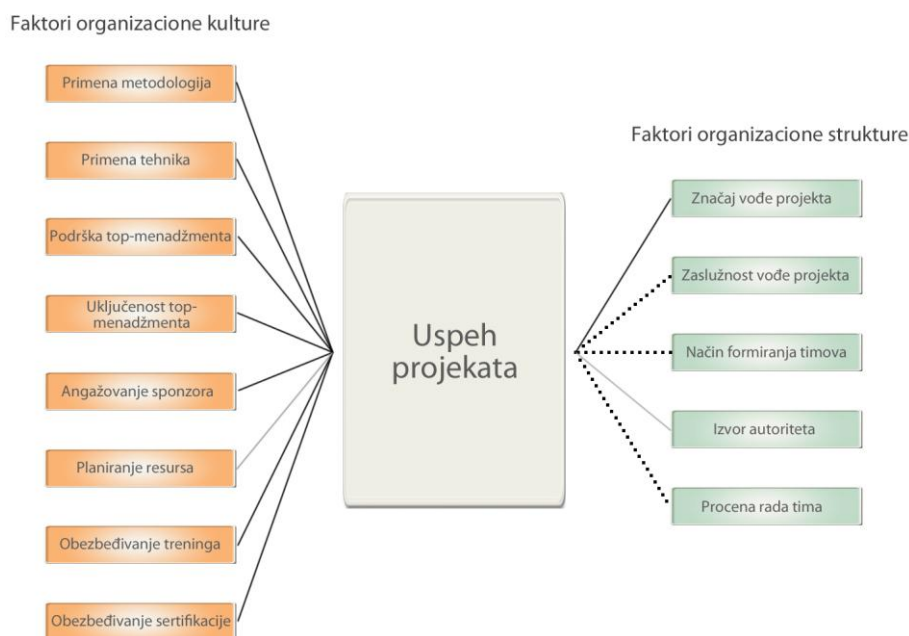 Faktori organizacione kulture
Primena metodologija
Primena tehnika
Podrška top-menadžmenta
Uključenost top-
menadžmenta
Angažovanje sponzora
Planiranje resursa
Obezbeđivanje treninga
Obezbeđivanje sertifikacije
Uspeh
projekata
Faktori organizacione strukture
Značaj vođe projekta
Zaslužnost vođe projekta
Način formiranja timova
Izvor autoriteta
Procena rada tima